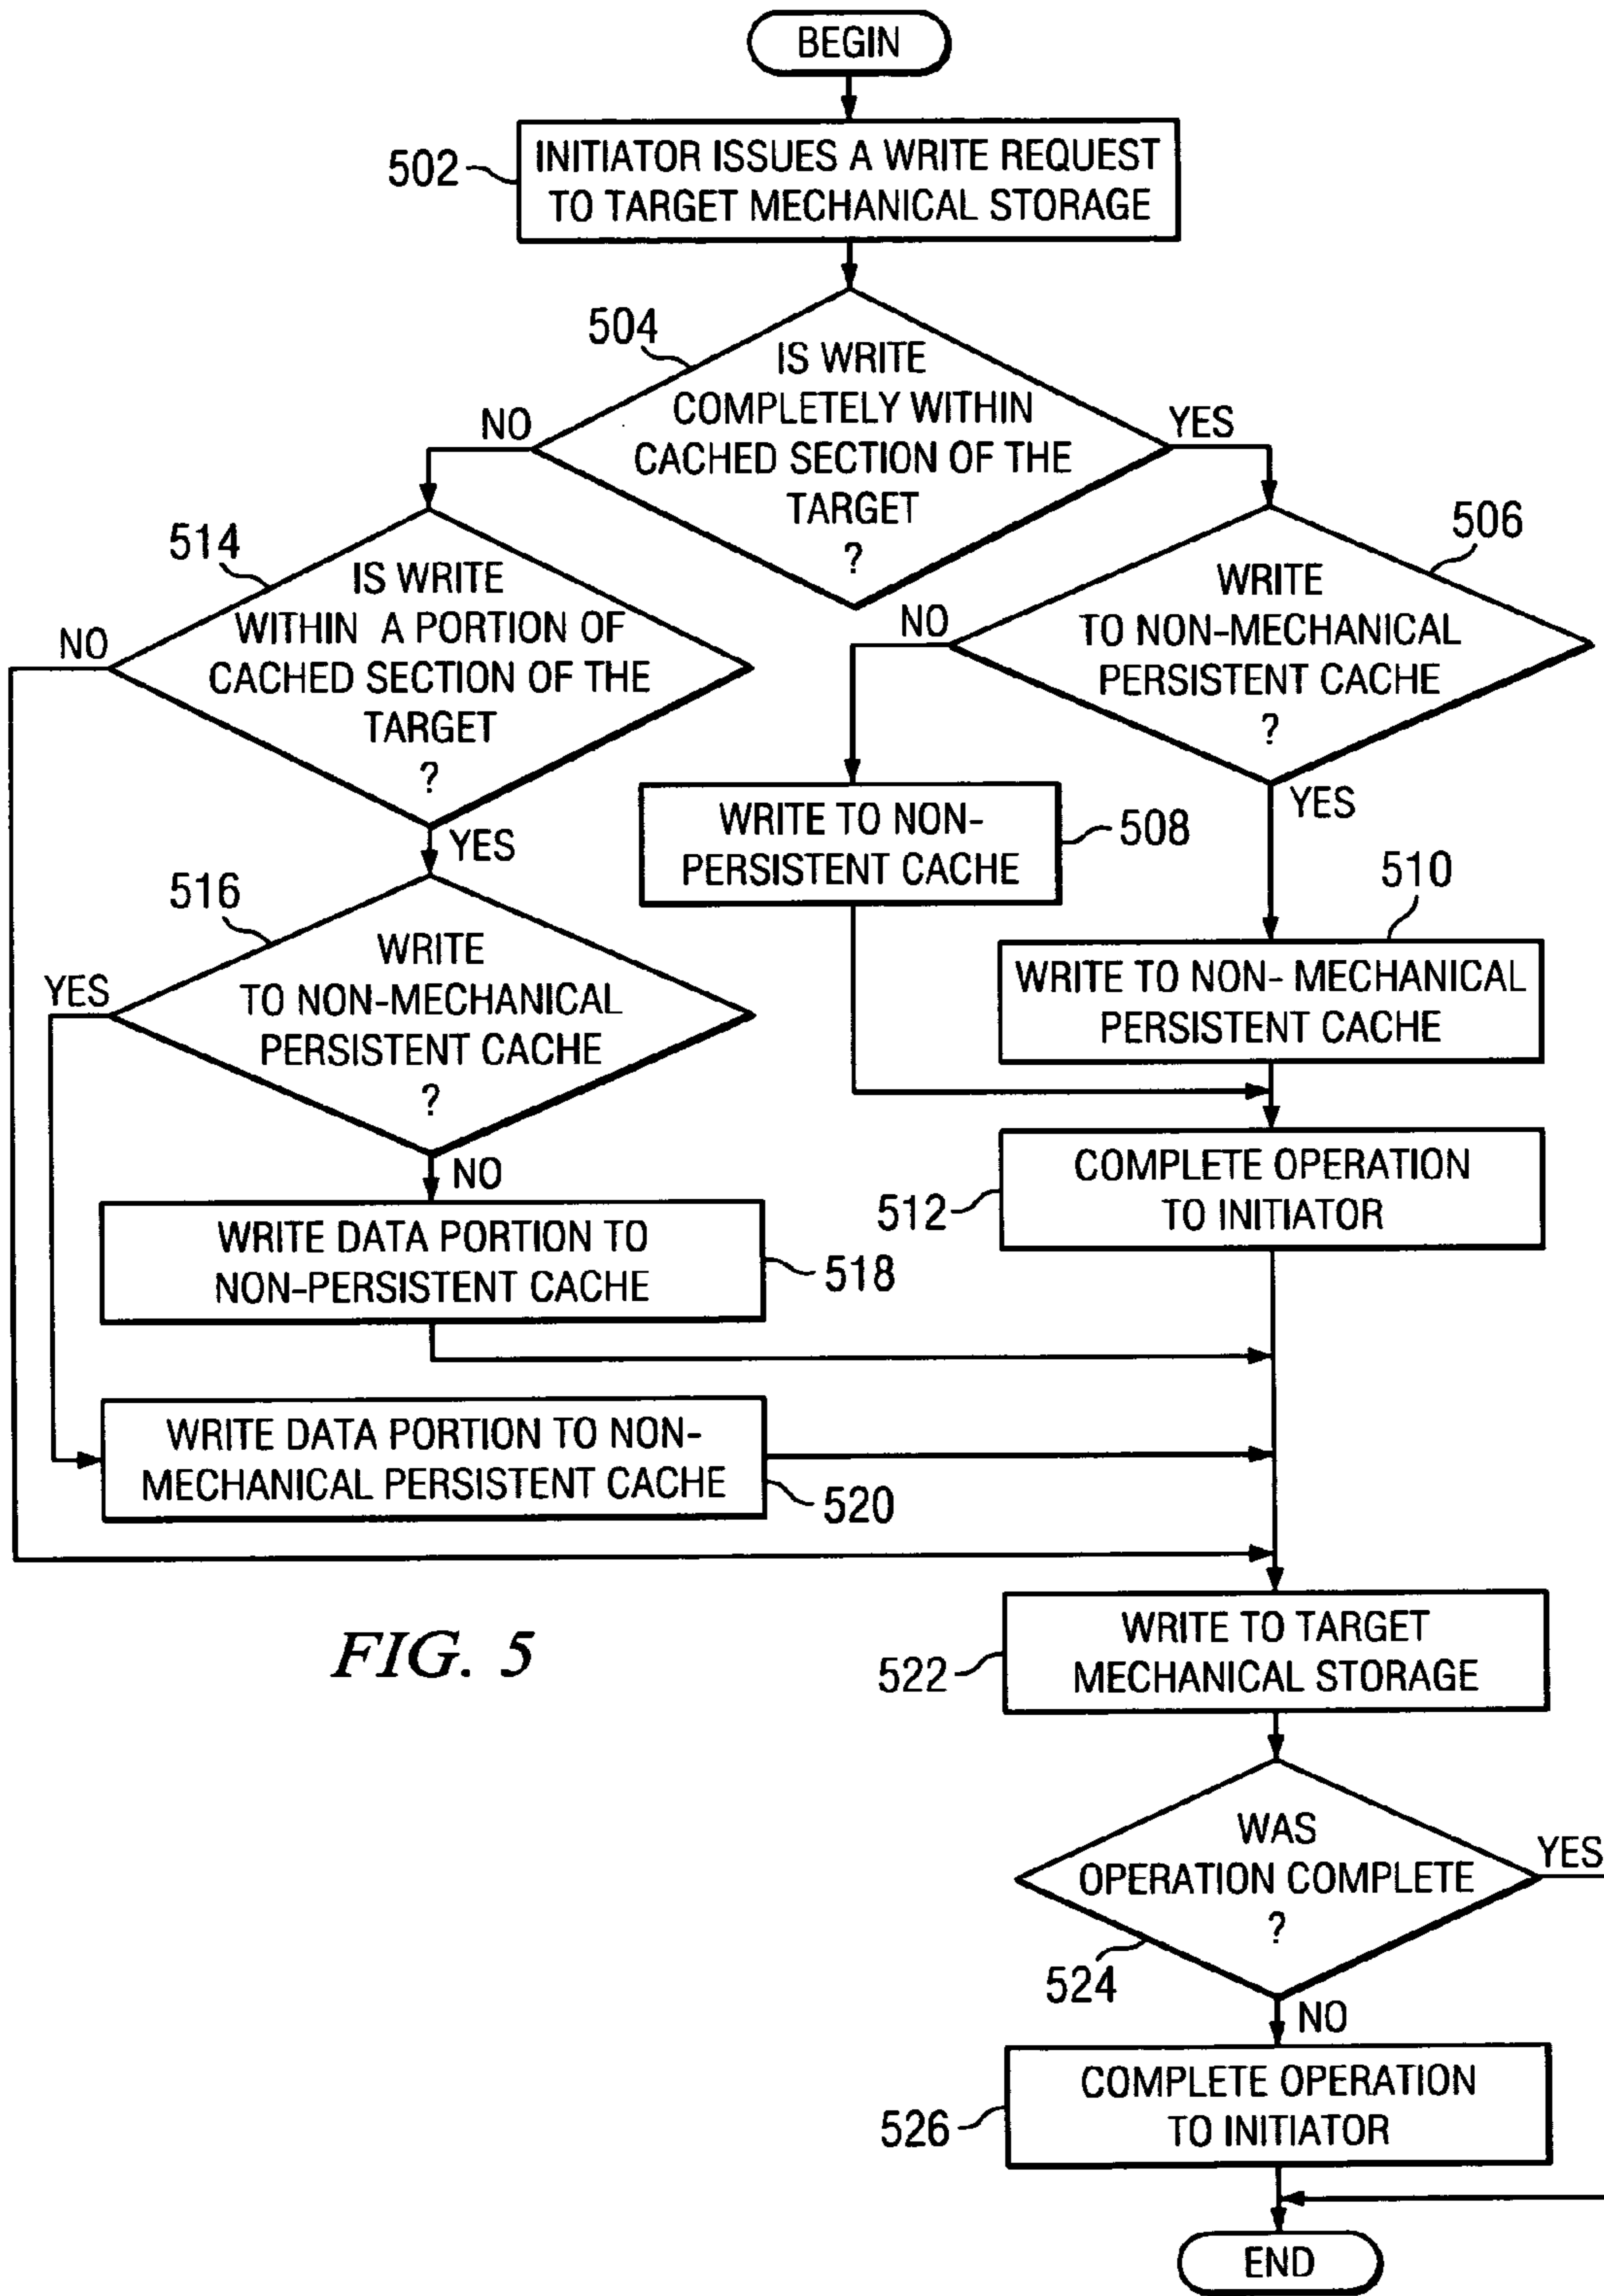 BEGIN
502
INITIATOR ISSUES A WRITE REQUEST
TO TARGET MECHANICAL STORAGE
504
IS WRITE
COMPLETELY WITHIN
CACHED SECTION OF THE
TARGET
?
NO
YES
514
IS WRITE
WITHIN A PORTION OF
CACHED SECTION OF THE
TARGET
?
NO
YES
506
WRITE
TO NON-MECHANICAL
PERSISTENT CACHE
?
NO
YES
WRITE TO NON-
PERSISTENT CACHE
508
510
WRITE TO NON- MECHANICAL
PERSISTENT CACHE
516
WRITE
TO NON-MECHANICAL
PERSISTENT CACHE
?
YES
NO
512
COMPLETE OPERATION
TO INITIATOR
WRITE DATA PORTION TO
NON-PERSISTENT CACHE
518
WRITE DATA PORTION TO NON-
MECHANICAL PERSISTENT CACHE
520
FIG. 5
522
WRITE TO TARGET
MECHANICAL STORAGE
WAS
OPERATION COMPLETE
?
YES
524
NO
526
COMPLETE OPERATION
TO INITIATOR
END